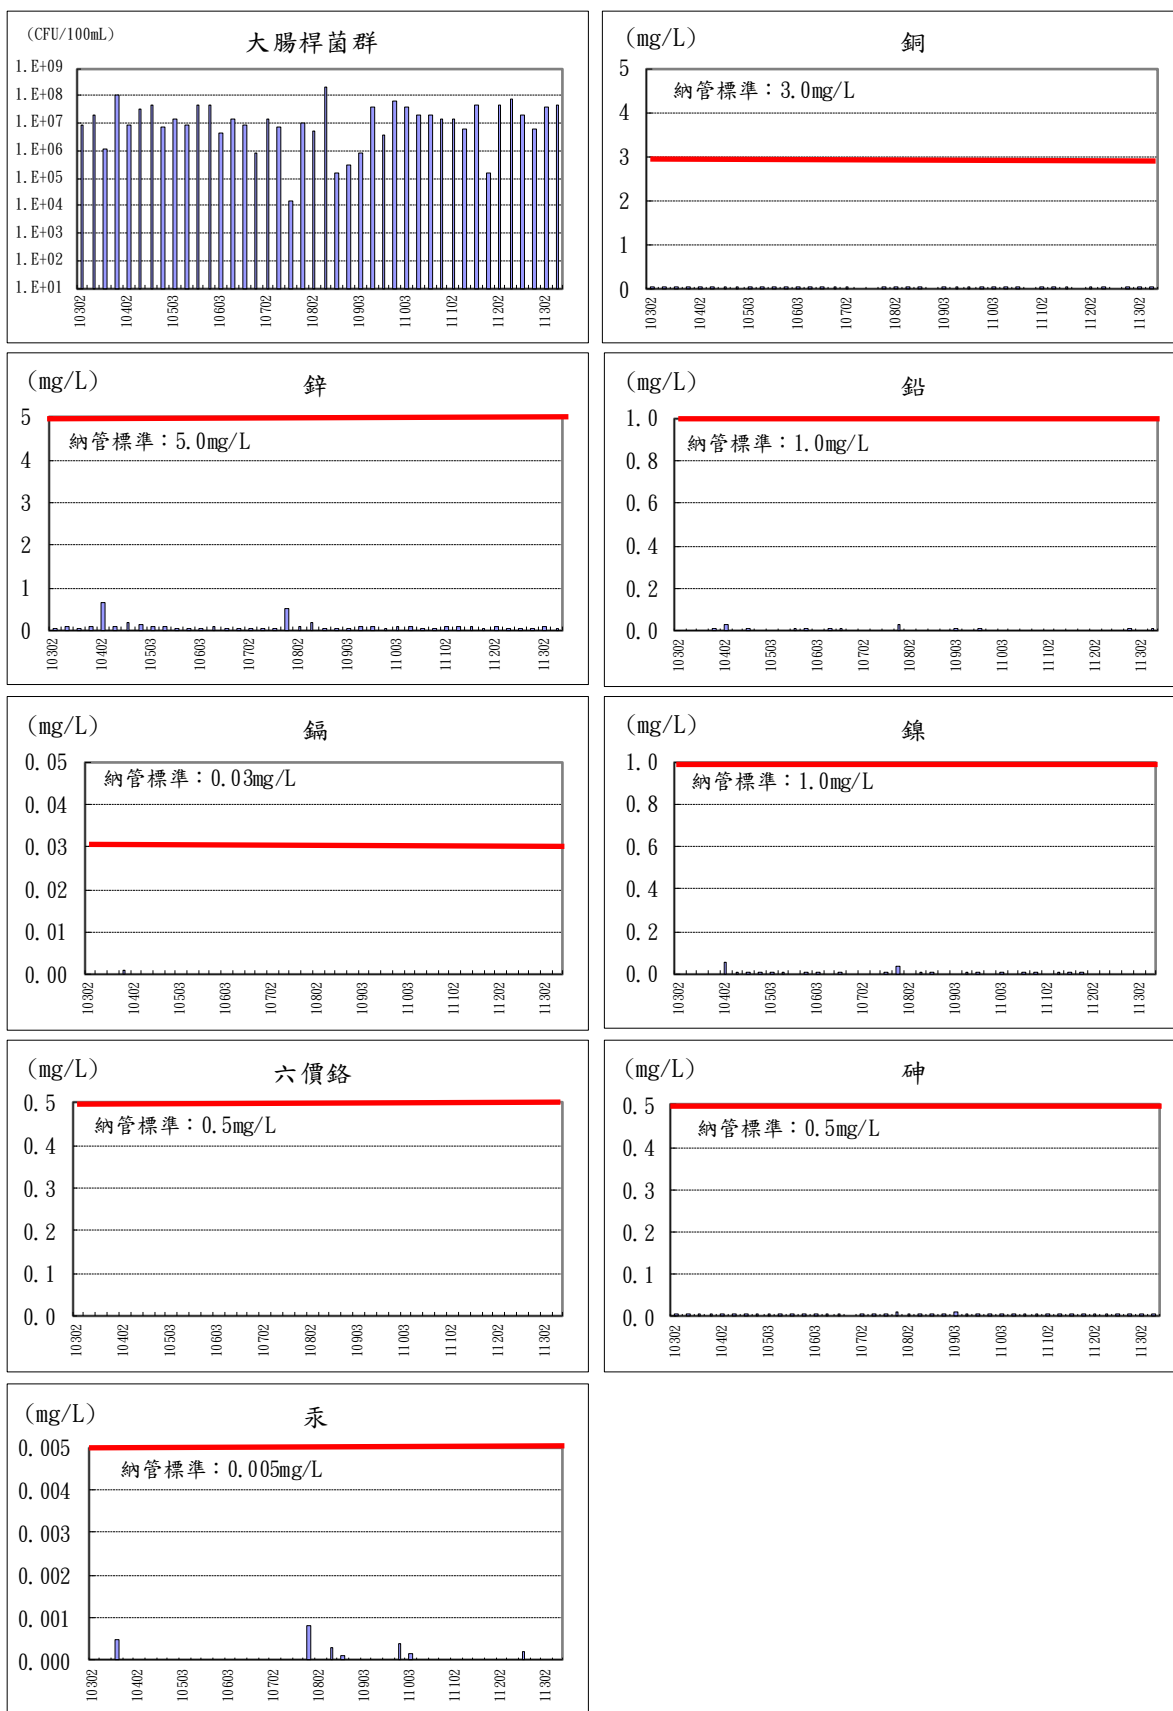 (CFU/100mL)
大腸桿菌群
1.E+09
1.E+08
1.E+07
1.E+06
1.E+05
1.E+04
1.E+03
1.E+02
1.E+01
10302 10402 10503 10603 10702 10802 10903 11003 11102 11202 11302
(mg/L)
銅
納管標準：3.0mg/L
5
4
3
2
1
0
10302 10402 10503 10603 10702 10802 10903 11003 11102 11202 11302
(mg/L)
鋅
納管標準：5.0mg/L
5
4
3
2
1
0
10302 10402 10503 10603 10702 10802 10903 11003 11102 11202 11302
(mg/L)
鉛
納管標準：1.0mg/L
1.0
0.8
0.6
0.4
0.2
0.0
10302 10402 10503 10603 10702 10802 10903 11003 11102 11202 11302
(mg/L)
鎘
納管標準：0.03mg/L
0.05
0.04
0.03
0.02
0.01
0.00
10302 10402 10503 10603 10702 10802 10903 11003 11102 11202 11302
(mg/L)
鎳
納管標準：1.0mg/L
1.0
0.8
0.6
0.4
0.2
0.0
10302 10402 10503 10603 10702 10802 10903 11003 11102 11202 11302
(mg/L)
六價鉻
納管標準：0.5mg/L
0.5
0.4
0.3
0.2
0.1
0.0
10302 10402 10503 10603 10702 10802 10903 11003 11102 11202 11302
(mg/L)
砷
納管標準：0.5mg/L
0.5
0.4
0.3
0.2
0.1
0.0
10302 10402 10503 10603 10702 10802 10903 11003 11102 11202 11302
(mg/L)
汞
納管標準：0.005mg/L
0.005
0.004
0.003
0.002
0.001
0.000
10302 10402 10503 10603 10702 10802 10903 11003 11102 11202 11302